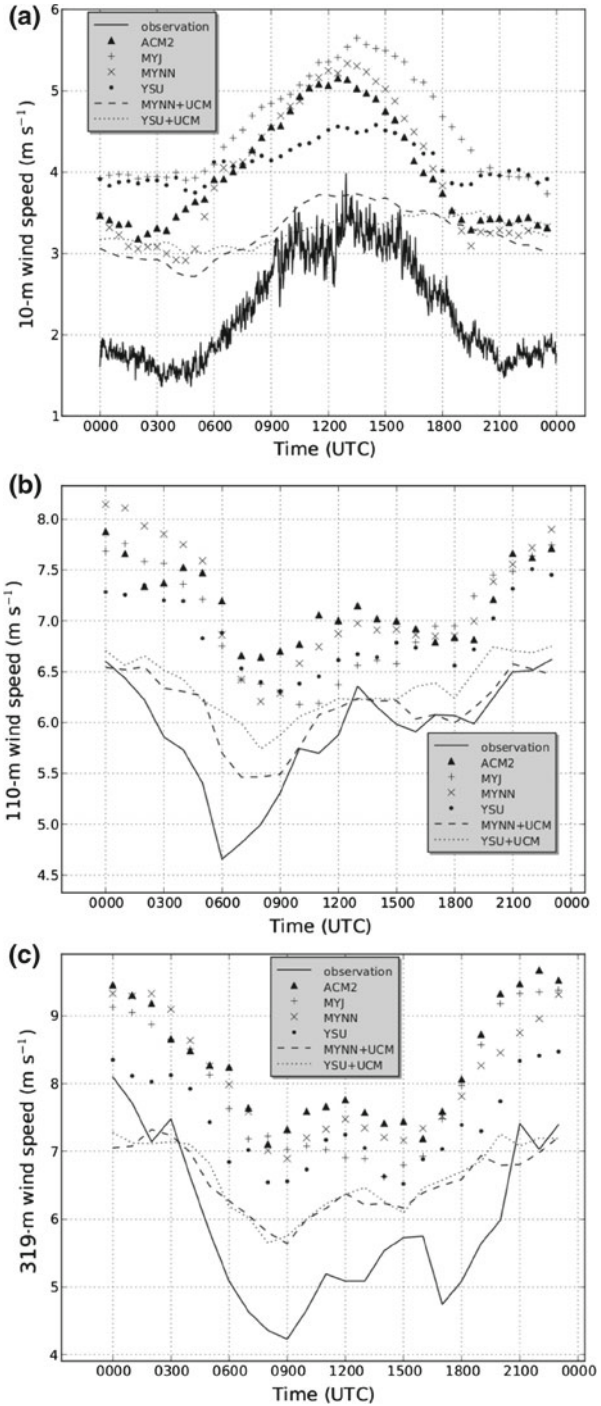 (a)
6
5
4
3
2
1
10-m wind speed (m s⁻¹)
observation
ACM2
MYJ
MYNN
YSU
MYNN+UCM
YSU+UCM
0000 0300 0600 0900 1200 1500 1800 2100 0000
Time (UTC)
(b)
8.0
7.5
7.0
6.5
6.0
5.5
5.0
4.5
110-m wind speed (m s⁻¹)
observation
ACM2
MYJ
MYNN
YSU
MYNN+UCM
YSU+UCM
0000 0300 0600 0900 1200 1500 1800 2100 0000
Time (UTC)
(c)
9
8
7
6
5
4
319-m wind speed (m s⁻¹)
observation
ACM2
MYJ
MYNN
YSU
MYNN+UCM
YSU+UCM
0000 0300 0600 0900 1200 1500 1800 2100 0000
Time (UTC)